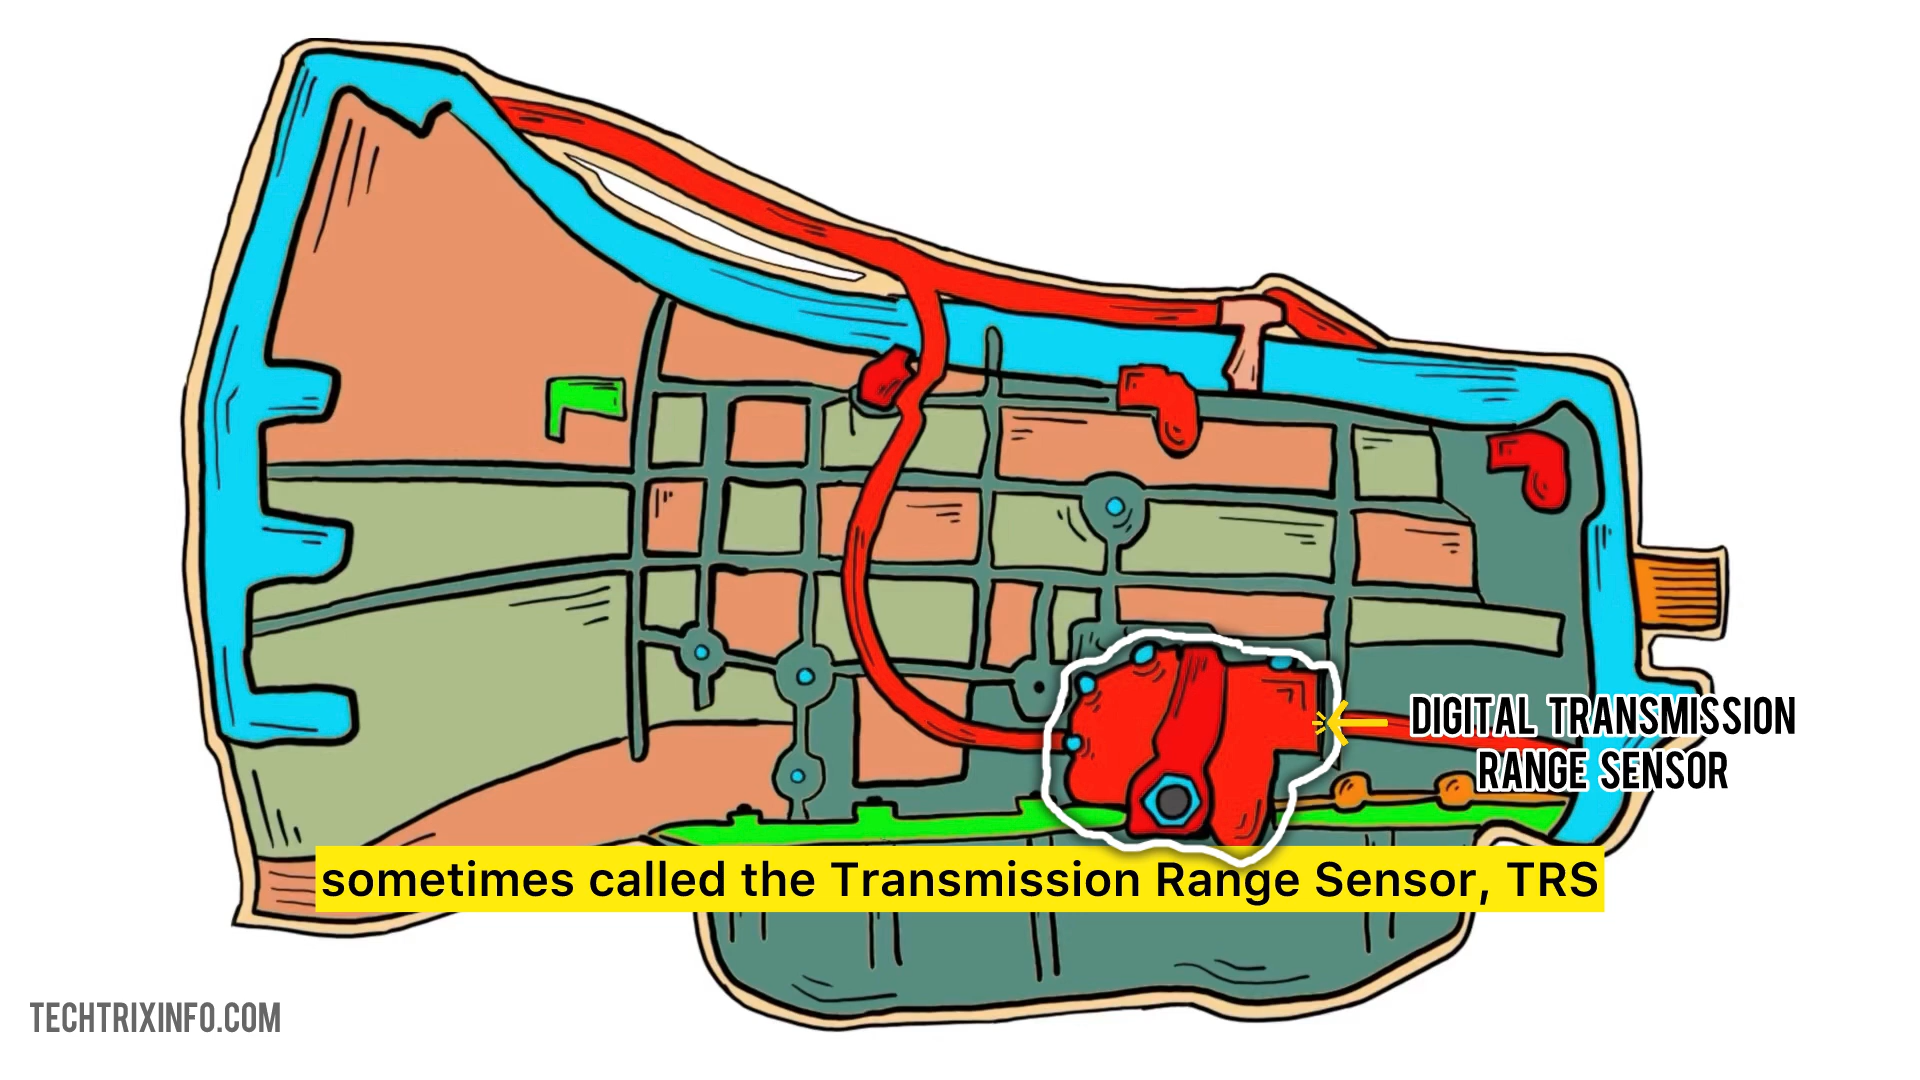 DIGITAL TRANSMISSION
RANGE SENSOR
sometimes called the Transmission Range Sensor, TRS
TECHTRIXINFO.COM